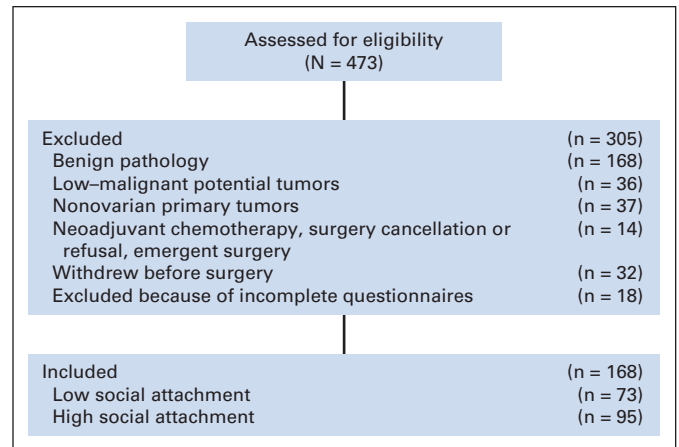 Assessed for eligibility
(N = 473)
Excluded (n = 305)
Benign pathology (n = 168)
Low–malignant potential tumors (n = 36)
Nonovarian primary tumors (n = 37)
Neoadjuvant chemotherapy, surgery cancellation or (n = 14)
refusal, emergent surgery
Withdrew before surgery (n = 32)
Excluded because of incomplete questionnaires (n = 18)
Included (n = 168)
Low social attachment (n = 73)
High social attachment (n = 95)